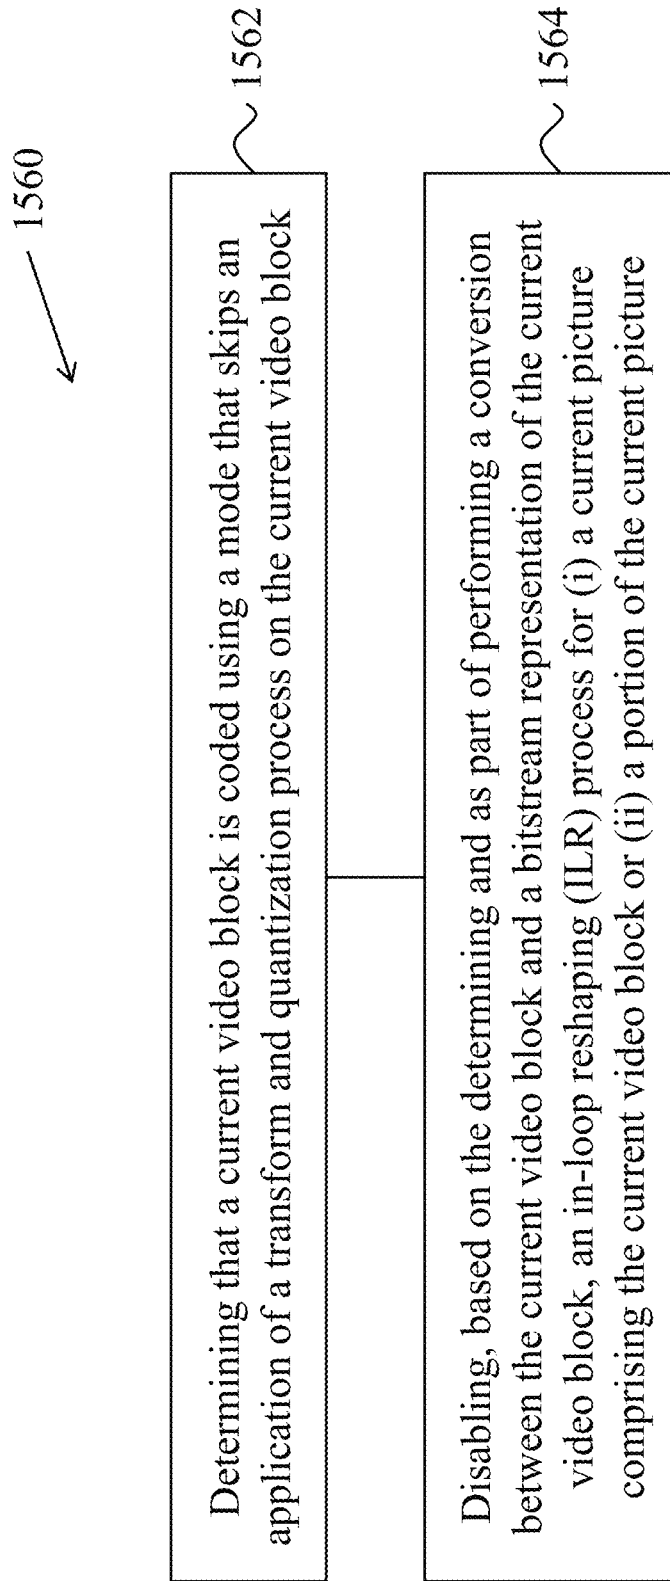 1560
Determining that a current video block is coded using a mode that skips an
application of a transform and quantization process on the current video block
1562
Disabling, based on the determining and as part of performing a conversion
between the current video block and a bitstream representation of the current
video block, an in-loop reshaping (ILR) process for (i) a current picture
comprising the current video block or (ii) a portion of the current picture
1564